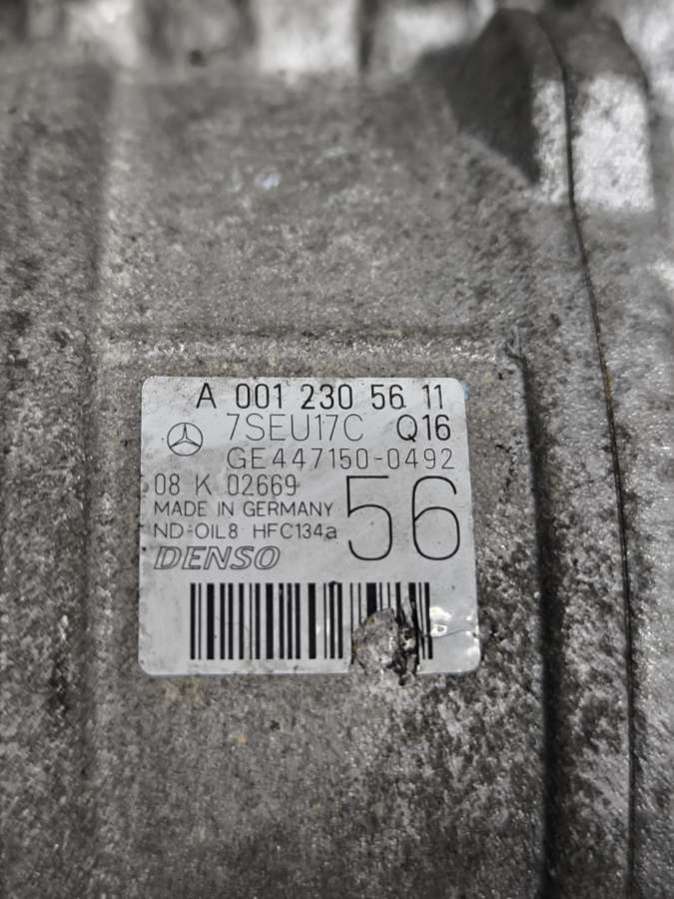 A 001 230 56 11
7SEU17C Q16
GE447150-0492
08 K 02669
MADE IN GERMANY
ND-OIL8 HFC134a
56
DENSO